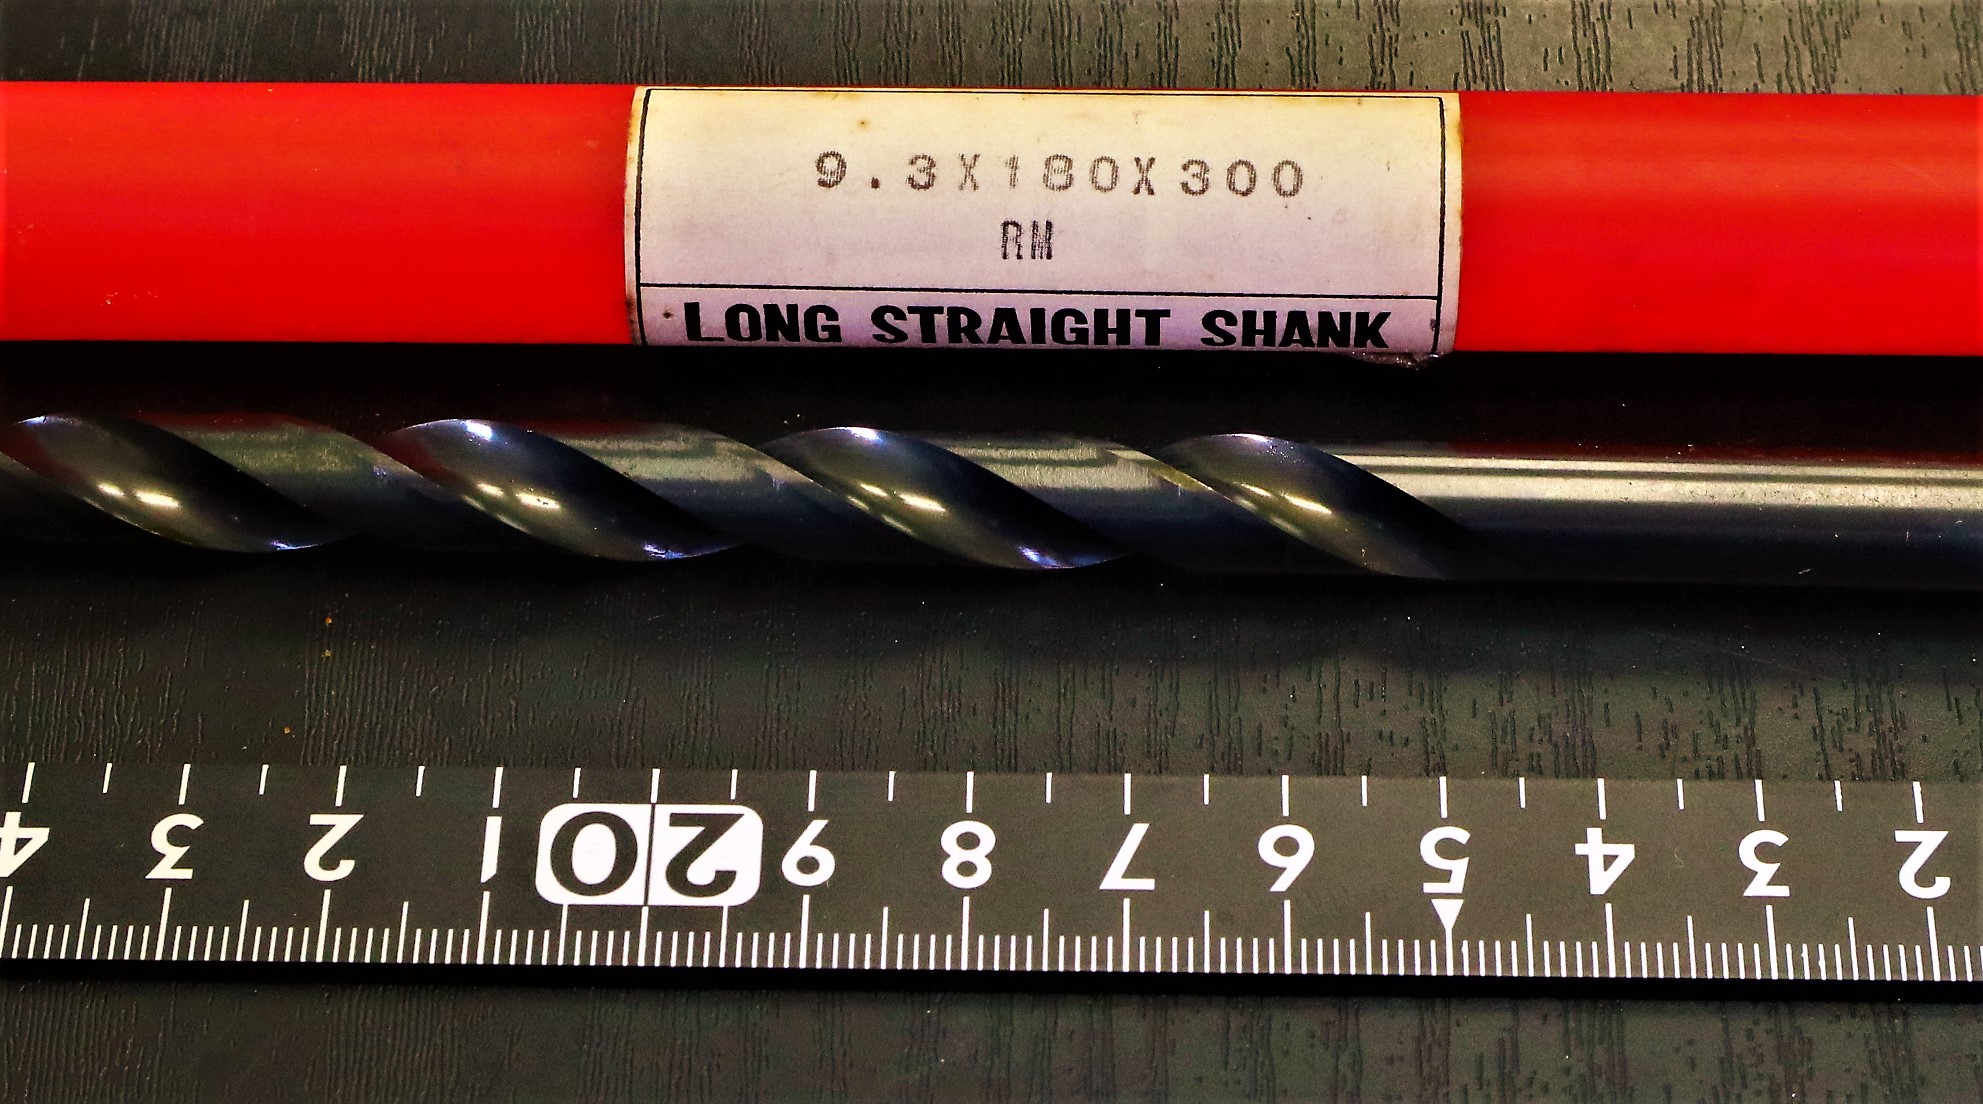 9.3X180X300
RM
LONG STRAIGHT SHANK
4 3 2 1 20 9 8 7 6 5 4 3 2